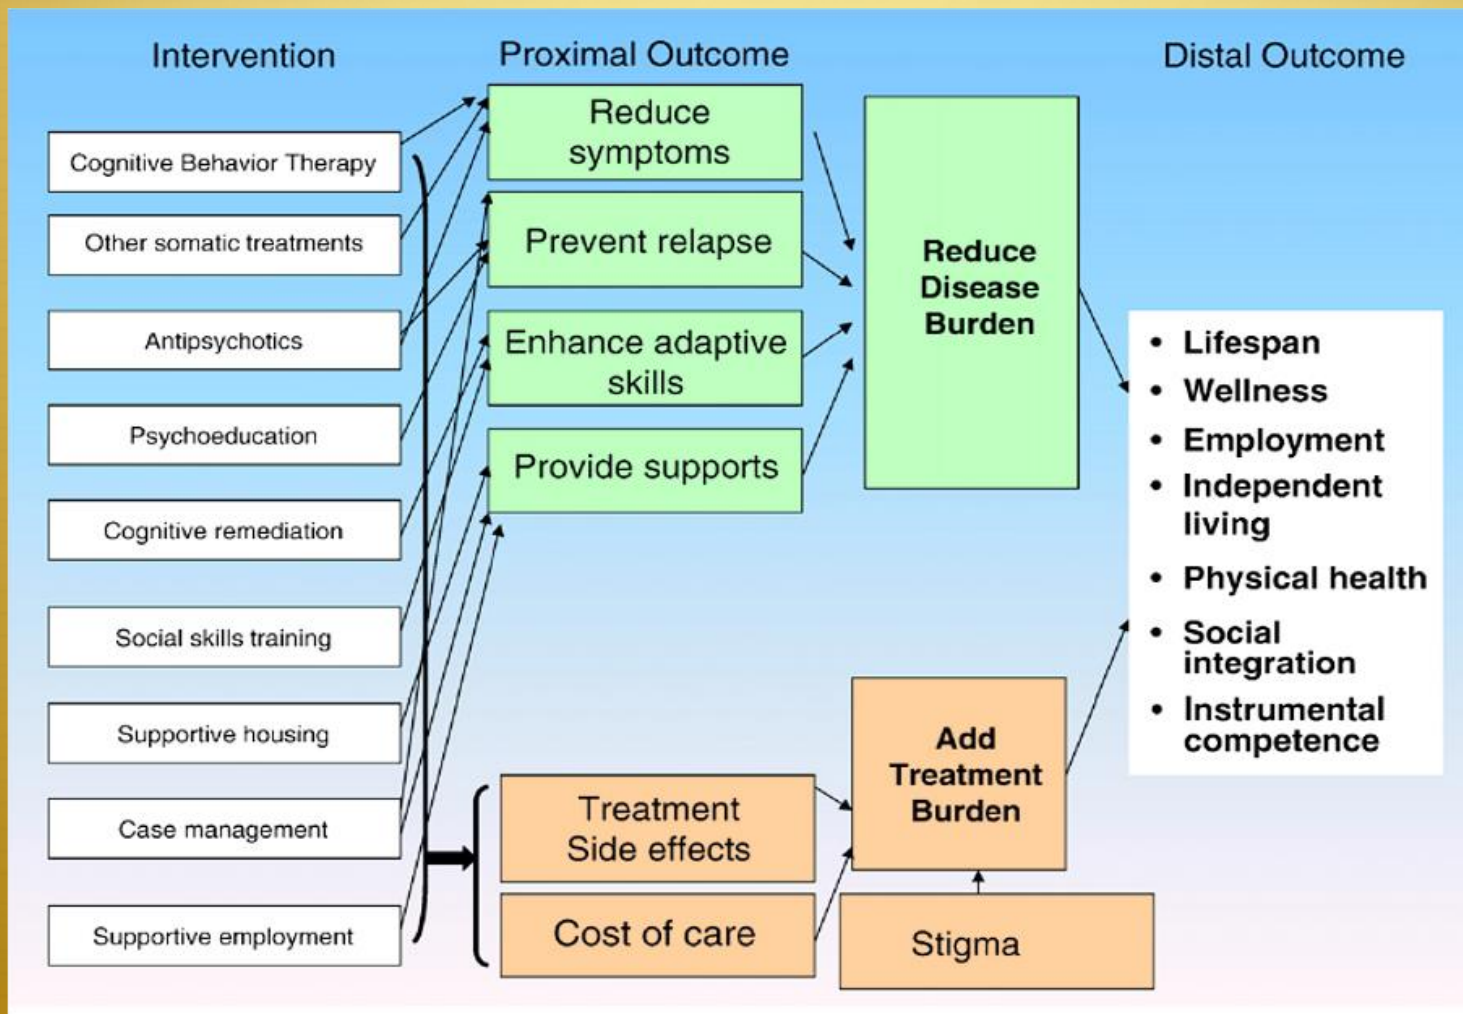 Intervention
Proximal Outcome
Distal Outcome
Cognitive Behavior Therapy
Other somatic treatments
Antipsychotics
Psychoeducation
Cognitive remediation
Social skills training
Supportive housing
Case management
Supportive employment
Reduce
symptoms
Prevent relapse
Enhance adaptive
skills
Provide supports
Treatment
Side effects
Cost of care
Reduce
Disease
Burden
Add
Treatment
Burden
Stigma
• Lifespan
• Wellness
• Employment
• Independent
living
• Physical health
• Social
integration
• Instrumental
competence